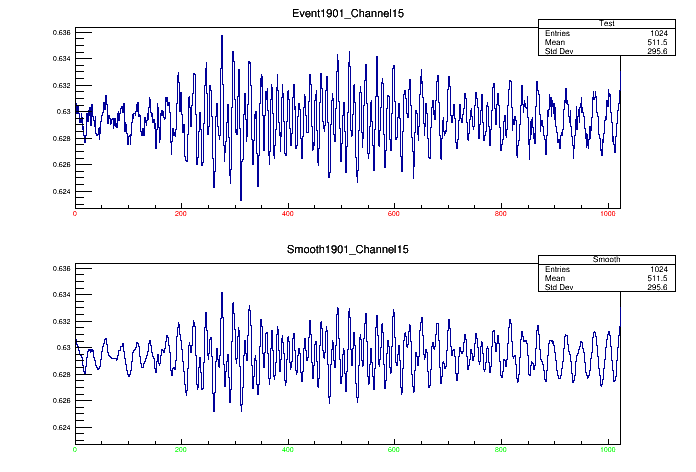 Event1901_Channel15
Test
Entries 1024
Mean 511.5
Std Dev 295.6
0.636
0.634
0.632
0.63
0.628
0.626
0.624
0 200 400 600 800 1000
Smooth1901_Channel15
Smooth
Entries 1024
Mean 511.5
Std Dev 295.6
0.636
0.634
0.632
0.63
0.628
0.626
0.624
0 200 400 600 800 1000